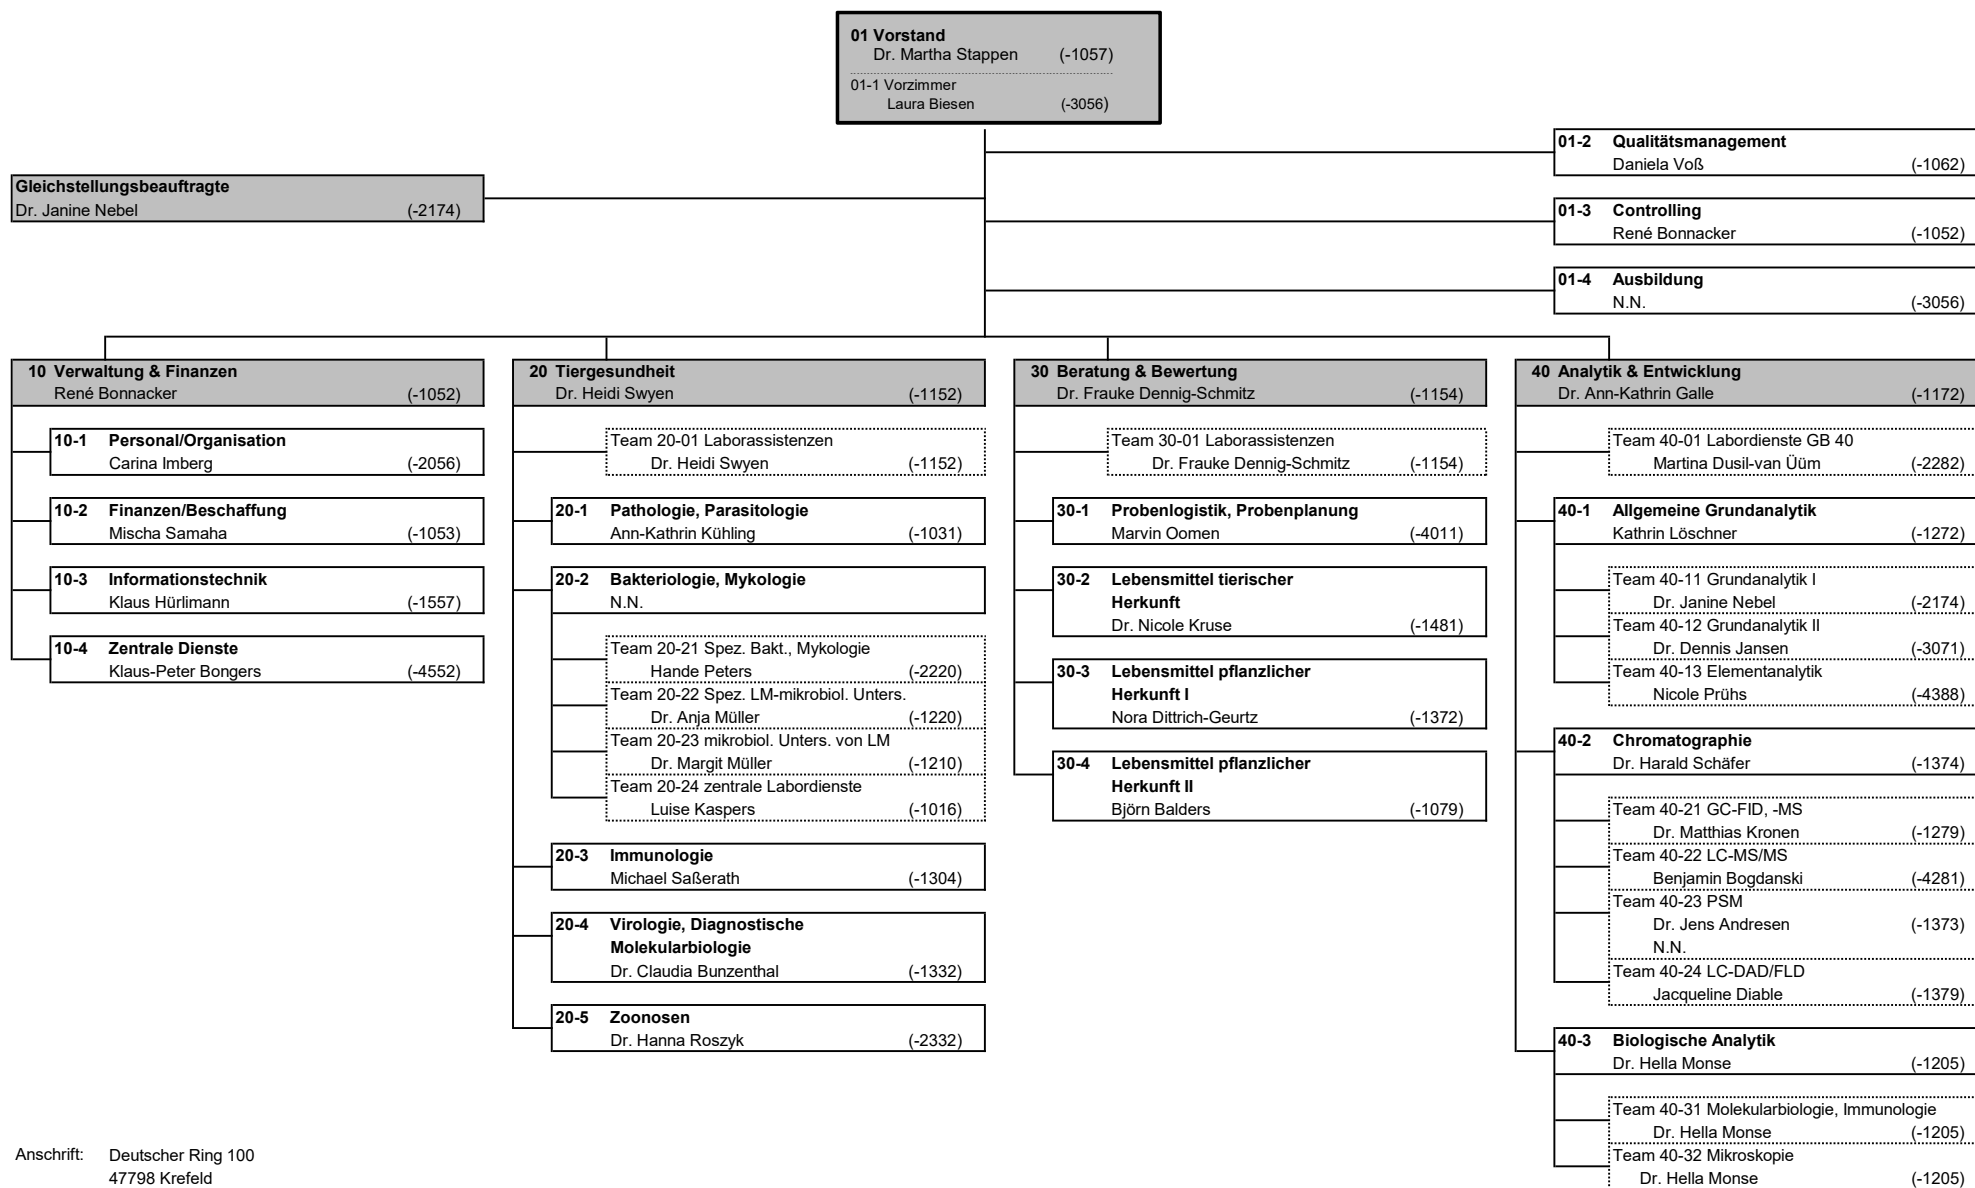 01 Vorstand
Dr. Martha Stappen (-1057)
01-1 Vorzimmer
Laura Biesen (-3056)
01-2 Qualitätsmanagement
Daniela Voß (-1062)
Gleichstellungsbeauftragte
Dr. Janine Nebel (-2174)
01-3 Controlling
René Bonnacker (-1052)
01-4 Ausbildung
N.N. (-3056)
10 Verwaltung & Finanzen
René Bonnacker (-1052)
10-1 Personal/Organisation
Carina Imberg (-2056)
10-2 Finanzen/Beschaffung
Mischa Samaha (-1053)
10-3 Informationstechnik
Klaus Hürlimann (-1557)
10-4 Zentrale Dienste
Klaus-Peter Bongers (-4552)
20 Tiergesundheit
Dr. Heidi Swyen (-1152)
Team 20-01 Laborassistenzen
Dr. Heidi Swyen (-1152)
20-1 Pathologie, Parasitologie
Ann-Kathrin Kühling (-1031)
20-2 Bakteriologie, Mykologie
N.N.
Team 20-21 Spez. Bakt., Mykologie
Hande Peters (-2220)
Team 20-22 Spez. LM-mikrobiol. Unters.
Dr. Anja Müller (-1220)
Team 20-23 mikrobiol. Unters. von LM
Dr. Margit Müller (-1210)
Team 20-24 zentrale Labordienste
Luise Kaspers (-1016)
20-3 Immunologie
Michael Saßerath (-1304)
20-4 Virologie, Diagnostische
Molekularbiologie
Dr. Claudia Bunzenthal (-1332)
20-5 Zoonosen
Dr. Hanna Roszyk (-2332)
30 Beratung & Bewertung
Dr. Frauke Dennig-Schmitz (-1154)
Team 30-01 Laborassistenzen
Dr. Frauke Dennig-Schmitz (-1154)
30-1 Probenlogistik, Probenplanung
Marvin Oomen (-4011)
30-2 Lebensmittel tierischer
Herkunft
Dr. Nicole Kruse (-1481)
30-3 Lebensmittel pflanzlicher
Herkunft I
Nora Dittrich-Geurtz (-1372)
30-4 Lebensmittel pflanzlicher
Herkunft II
Björn Balders (-1079)
40 Analytik & Entwicklung
Dr. Ann-Kathrin Galle (-1172)
Team 40-01 Labordienste GB 40
Martina Dusil-van Üüm (-2282)
40-1 Allgemeine Grundanalytik
Kathrin Löschner (-1272)
Team 40-11 Grundanalytik I
Dr. Janine Nebel (-2174)
Team 40-12 Grundanalytik II
Dr. Dennis Jansen (-3071)
Team 40-13 Elementanalytik
Nicole Prühs (-4388)
40-2 Chromatographie
Dr. Harald Schäfer (-1374)
Team 40-21 GC-FID, -MS
Dr. Matthias Kronen (-1279)
Team 40-22 LC-MS/MS
Benjamin Bogdanski (-4281)
Team 40-23 PSM
Dr. Jens Andresen (-1373)
N.N.
Team 40-24 LC-DAD/FLD
Jacqueline Diable (-1379)
40-3 Biologische Analytik
Dr. Hella Monse (-1205)
Team 40-31 Molekularbiologie, Immunologie
Dr. Hella Monse (-1205)
Team 40-32 Mikroskopie
Dr. Hella Monse (-1205)
Anschrift: Deutscher Ring 100
47798 Krefeld